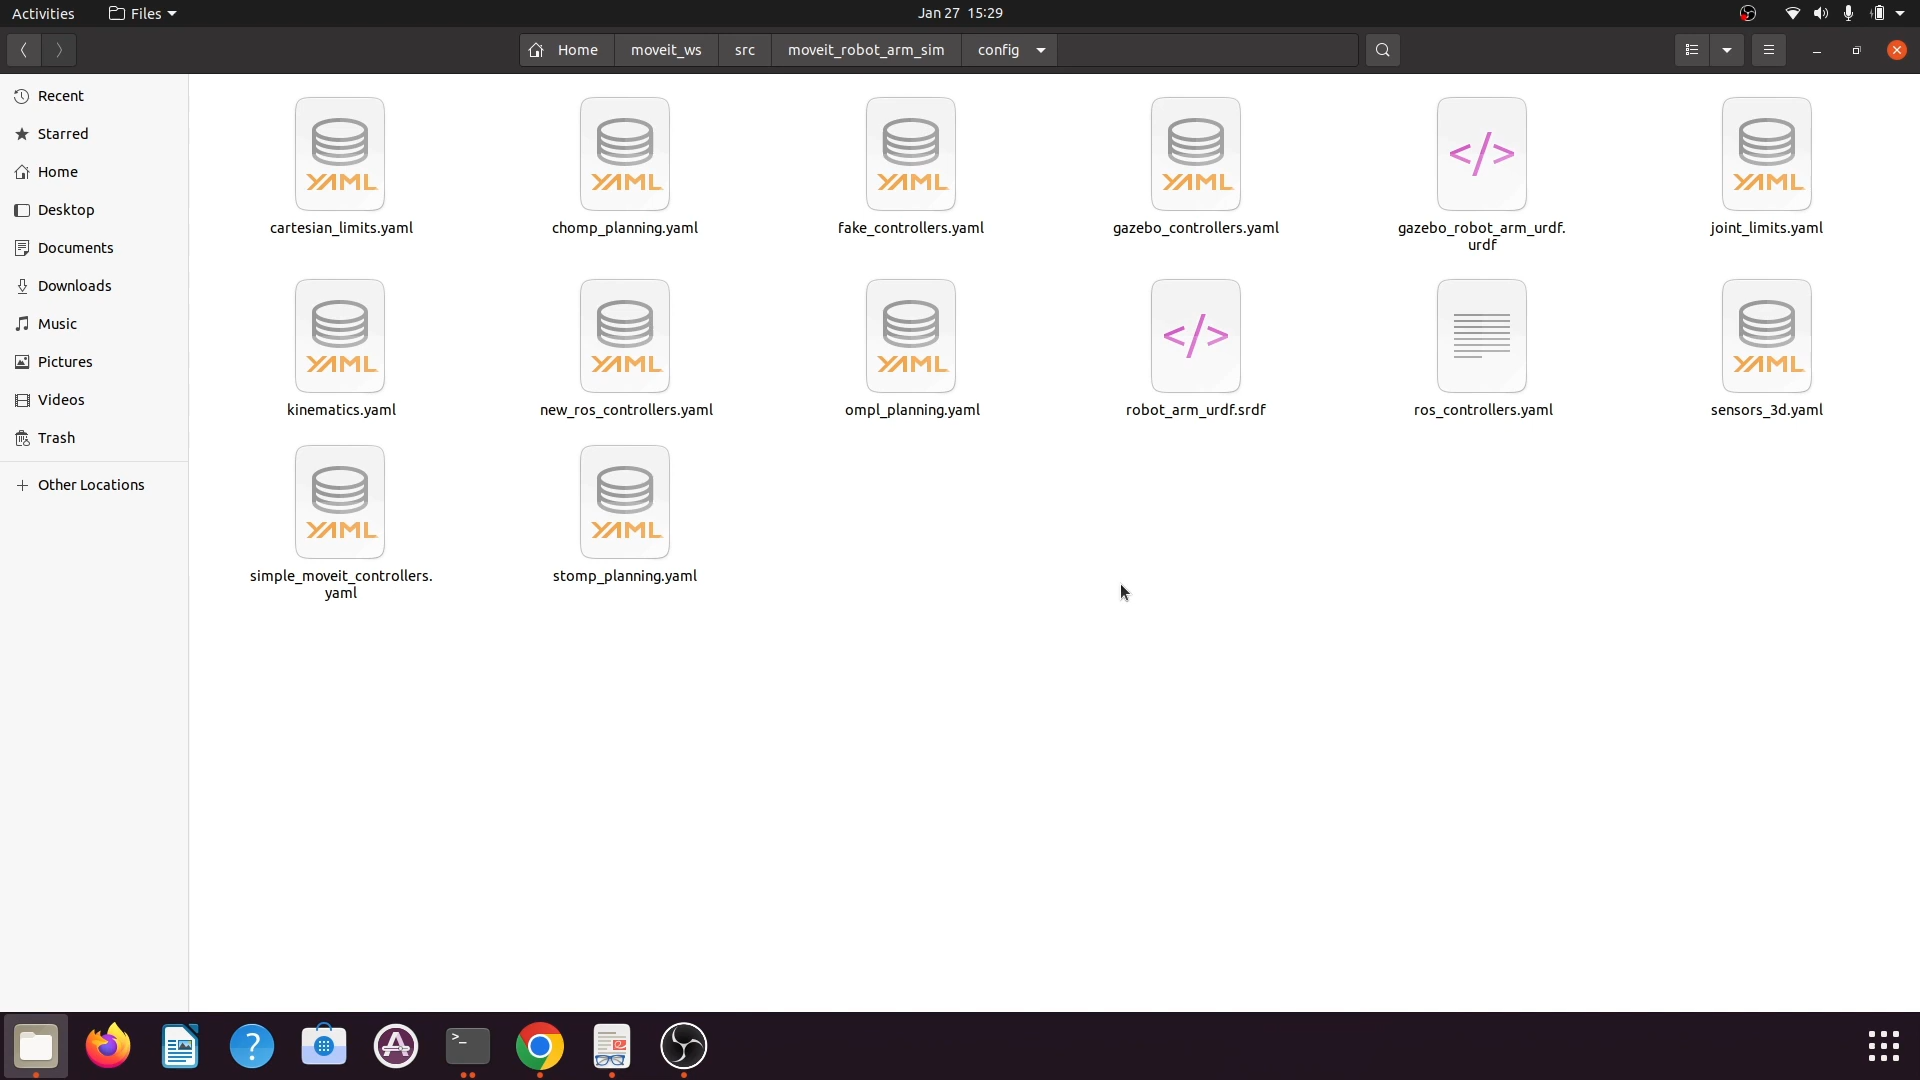 Activities
Files
Jan 27 15:29
Home
moveit_ws
src
moveit_robot_arm_sim
config
Recent
Starred
Home
Desktop
Documents
Downloads
Music
Pictures
Videos
Trash
Other Locations
YAML
YAML
YAML
YAML
</>
YAML
cartesian_limits.yaml
chomp_planning.yaml
fake_controllers.yaml
gazebo_controllers.yaml
gazebo_robot_arm_urdf.
urdf
joint_limits.yaml
YAML
YAML
YAML
</>
YAML
kinematics.yaml
new_ros_controllers.yaml
ompl_planning.yaml
robot_arm_urdf.srdf
ros_controllers.yaml
sensors_3d.yaml
YAML
YAML
simple_moveit_controllers.
yaml
stomp_planning.yaml
?
A
>_